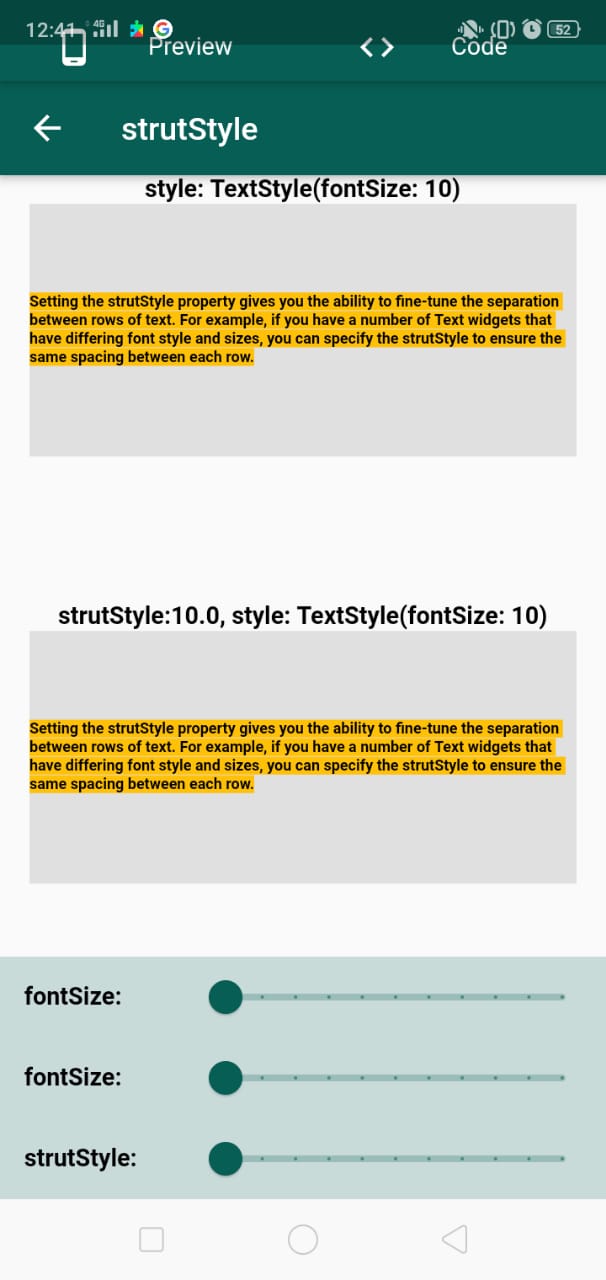 12:41 4G 52
Preview Code
strutStyle
style: TextStyle(fontSize: 10)
Setting the strutStyle property gives you the ability to fine-tune the separation
between rows of text. For example, if you have a number of Text widgets that
have differing font style and sizes, you can specify the strutStyle to ensure the
same spacing between each row.
strutStyle:10.0, style: TextStyle(fontSize: 10)
Setting the strutStyle property gives you the ability to fine-tune the separation
between rows of text. For example, if you have a number of Text widgets that
have differing font style and sizes, you can specify the strutStyle to ensure the
same spacing between each row.
fontSize:
fontSize:
strutStyle: